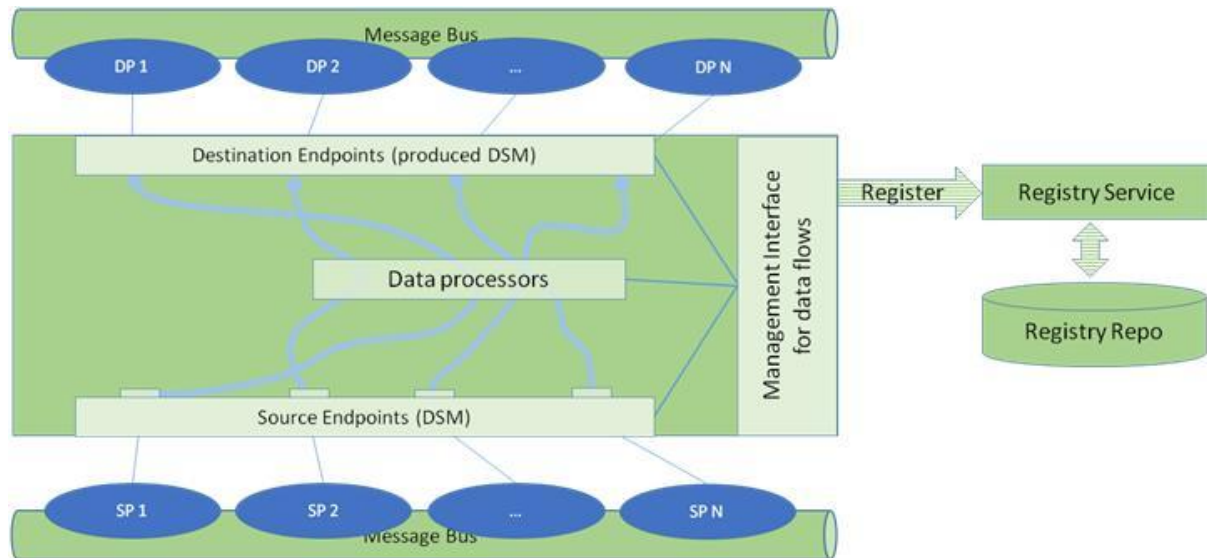 Message Bus
DP 1
DP 2
...
DP N
Destination Endpoints (produced DSM)
Data processors
Source Endpoints (DSM)
Management Interface
for data flows
Register
Registry Service
Registry Repo
SP 1
SP 2
...
SP N
Message Bus